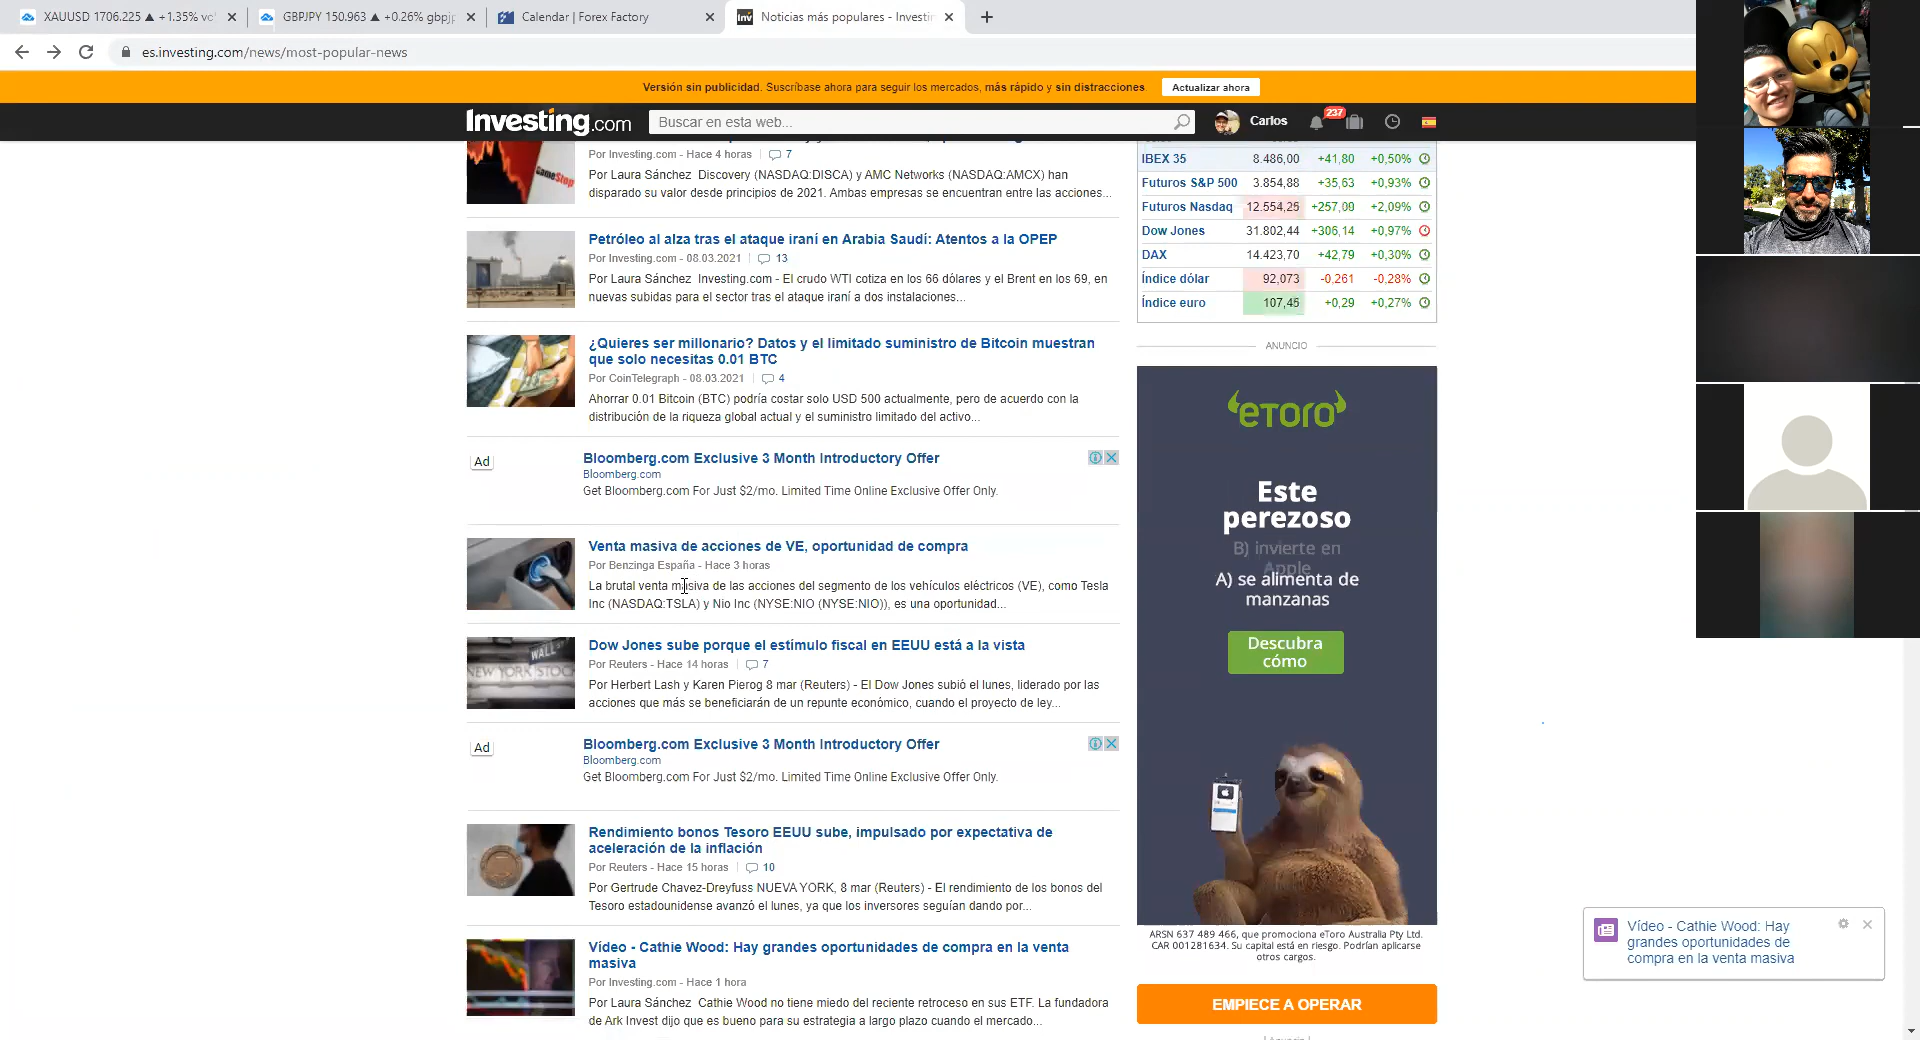 XAUUSD 1706.225 ▲ +1.35%
GBPJPY 150.963 ▲ +0.26% gbpjp
Calendar | Forex Factory
Noticias más populares - Investi
es.investing.com/news/most-popular-news
Versión sin publicidad. Suscríbase ahora para seguir los mercados, más rápido y sin distracciones.
Actualizar ahora
Investing.com
Buscar en esta web...
Carlos
237
Por Investing.com - Hace 4 horas
7
Por Laura Sánchez Discovery (NASDAQ:DISCA) y AMC Networks (NASDAQ:AMCX) han
disparado su valor desde principios de 2021. Ambas empresas se encuentran entre las acciones...
GameStop
Petróleo al alza tras el ataque iraní en Arabia Saudí: Atentos a la OPEP
Por Investing.com - 08.03.2021
13
Por Laura Sánchez Investing.com - El crudo WTI cotiza en los 66 dólares y el Brent en los 69, en
nuevas subidas para el sector tras el ataque iraní a dos instalaciones...
¿Quieres ser millonario? Datos y el limitado suministro de Bitcoin muestran
que solo necesitas 0.01 BTC
Por CoinTelegraph - 08.03.2021
4
Ahorrar 0.01 Bitcoin (BTC) podría costar solo USD 500 actualmente, pero de acuerdo con la
distribución de la riqueza global actual y el suministro limitado del activo...
Ad
Bloomberg.com Exclusive 3 Month Introductory Offer
Bloomberg.com
Get Bloomberg.com For Just $2/mo. Limited Time Online Exclusive Offer Only.
Venta masiva de acciones de VE, oportunidad de compra
Por Benzinga España - Hace 3 horas
La brutal venta masiva de las acciones del segmento de los vehículos eléctricos (VE), como Tesla
Inc (NASDAQ:TSLA) y Nio Inc (NYSE:NIO (NYSE:NIO)), es una oportunidad...
WALL
NEW YORK STOC
Dow Jones sube porque el estímulo fiscal en EEUU está a la vista
Por Reuters - Hace 14 horas
7
Por Herbert Lash y Karen Pierog 8 mar (Reuters) - El Dow Jones subió el lunes, liderado por las
acciones que más se beneficiarán de un repunte económico, cuando el proyecto de ley...
Ad
Bloomberg.com Exclusive 3 Month Introductory Offer
Bloomberg.com
Get Bloomberg.com For Just $2/mo. Limited Time Online Exclusive Offer Only.
Rendimiento bonos Tesoro EEUU sube, impulsado por expectativa de
aceleración de la inflación
Por Reuters - Hace 15 horas
10
Por Gertrude Chavez-Dreyfuss NUEVA YORK, 8 mar (Reuters) - El rendimiento de los bonos del
Tesoro estadounidense avanzó el lunes, ya que los inversores seguían dando por...
Vídeo - Cathie Wood: Hay grandes oportunidades de compra en la venta
masiva
Por Investing.com - Hace 1 hora
Por Laura Sánchez Cathie Wood no tiene miedo del reciente retroceso en sus ETF. La fundadora
de Ark Invest dijo que es bueno para su estrategia a largo plazo cuando el mercado...
IBEX 35 8.486,00 +41,80 +0,50%
Futuros S&P 500 3.854,88 +35,63 +0,93%
Futuros Nasdaq 12.554,25 +257,09 +2,09%
Dow Jones 31.802,44 +306,14 +0,97%
DAX 14.423,70 +42,79 +0,30%
Índice dólar 92,073 -0,261 -0,28%
Índice euro 107,45 +0,29 +0,27%
ANUNCIO
eToro
Este
perezoso
B) invierte en
Apple
A) se alimenta de
manzanas
Descubra
cómo
ARSN 637 489 466, que promociona eToro Australia Pty Ltd.
CAR 001281634. Su capital está en riesgo. Podrían aplicarse
otros cargos.
EMPIECE A OPERAR
Vídeo - Cathie Wood: Hay
grandes oportunidades de
compra en la venta masiva